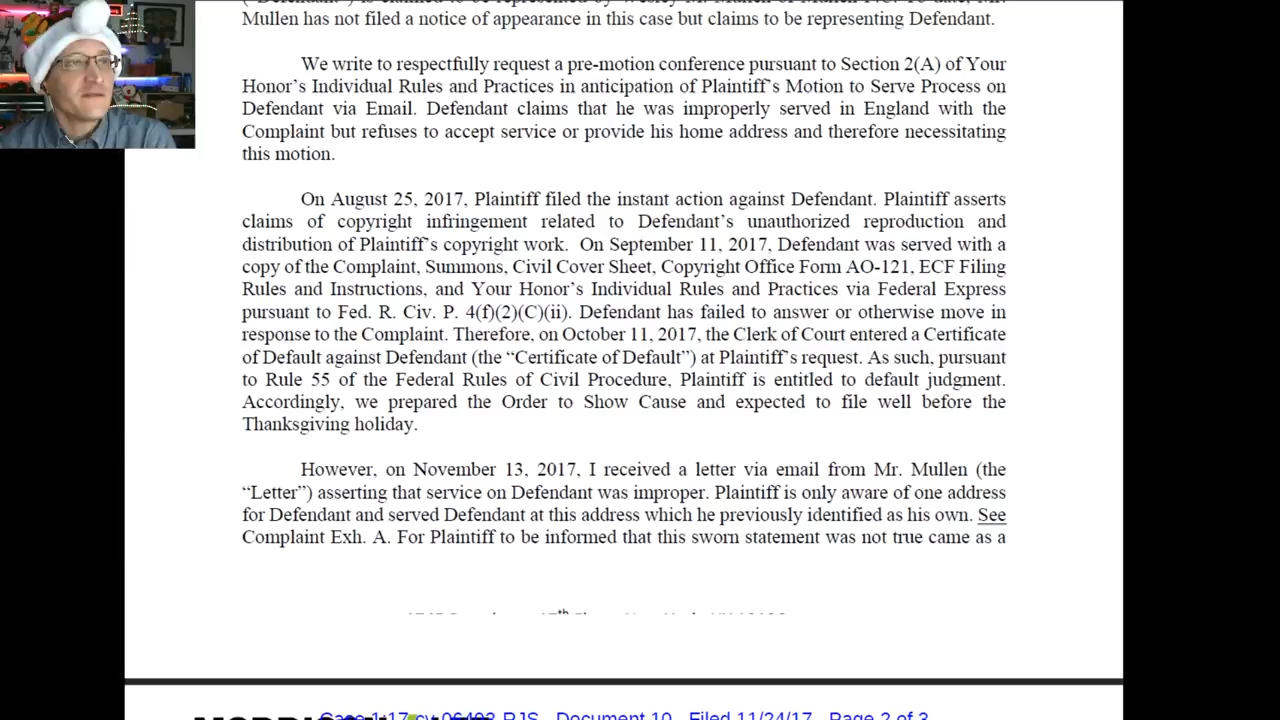 Mullen has not filed a notice of appearance in this case but claims to be representing Defendant.
We write to respectfully request a pre-motion conference pursuant to Section 2(A) of Your
Honor's Individual Rules and Practices in anticipation of Plaintiff's Motion to Serve Process on
Defendant via Email. Defendant claims that he was improperly served in England with the
Complaint but refuses to accept service or provide his home address and therefore necessitating
this motion.
On August 25, 2017, Plaintiff filed the instant action against Defendant. Plaintiff asserts
claims of copyright infringement related to Defendant's unauthorized reproduction and
distribution of Plaintiff's copyright work. On September 11, 2017, Defendant was served with a
copy of the Complaint, Summons, Civil Cover Sheet, Copyright Office Form AO-121, ECF Filing
Rules and Instructions, and Your Honor's Individual Rules and Practices via Federal Express
pursuant to Fed. R. Civ. P. 4(f)(2)(C)(ii). Defendant has failed to answer or otherwise move in
response to the Complaint. Therefore, on October 11, 2017, the Clerk of Court entered a Certificate
of Default against Defendant (the “Certificate of Default”) at Plaintiff's request. As such, pursuant
to Rule 55 of the Federal Rules of Civil Procedure, Plaintiff is entitled to default judgment.
Accordingly, we prepared the Order to Show Cause and expected to file well before the
Thanksgiving holiday.
However, on November 13, 2017, I received a letter via email from Mr. Mullen (the
“Letter”) asserting that service on Defendant was improper. Plaintiff is only aware of one address
for Defendant and served Defendant at this address which he previously identified as his own. See
Complaint Exh. A. For Plaintiff to be informed that this sworn statement was not true came as a
Case 1:17-cv-06493-RJS Document 10 Filed 11/24/17 Page 2 of 3